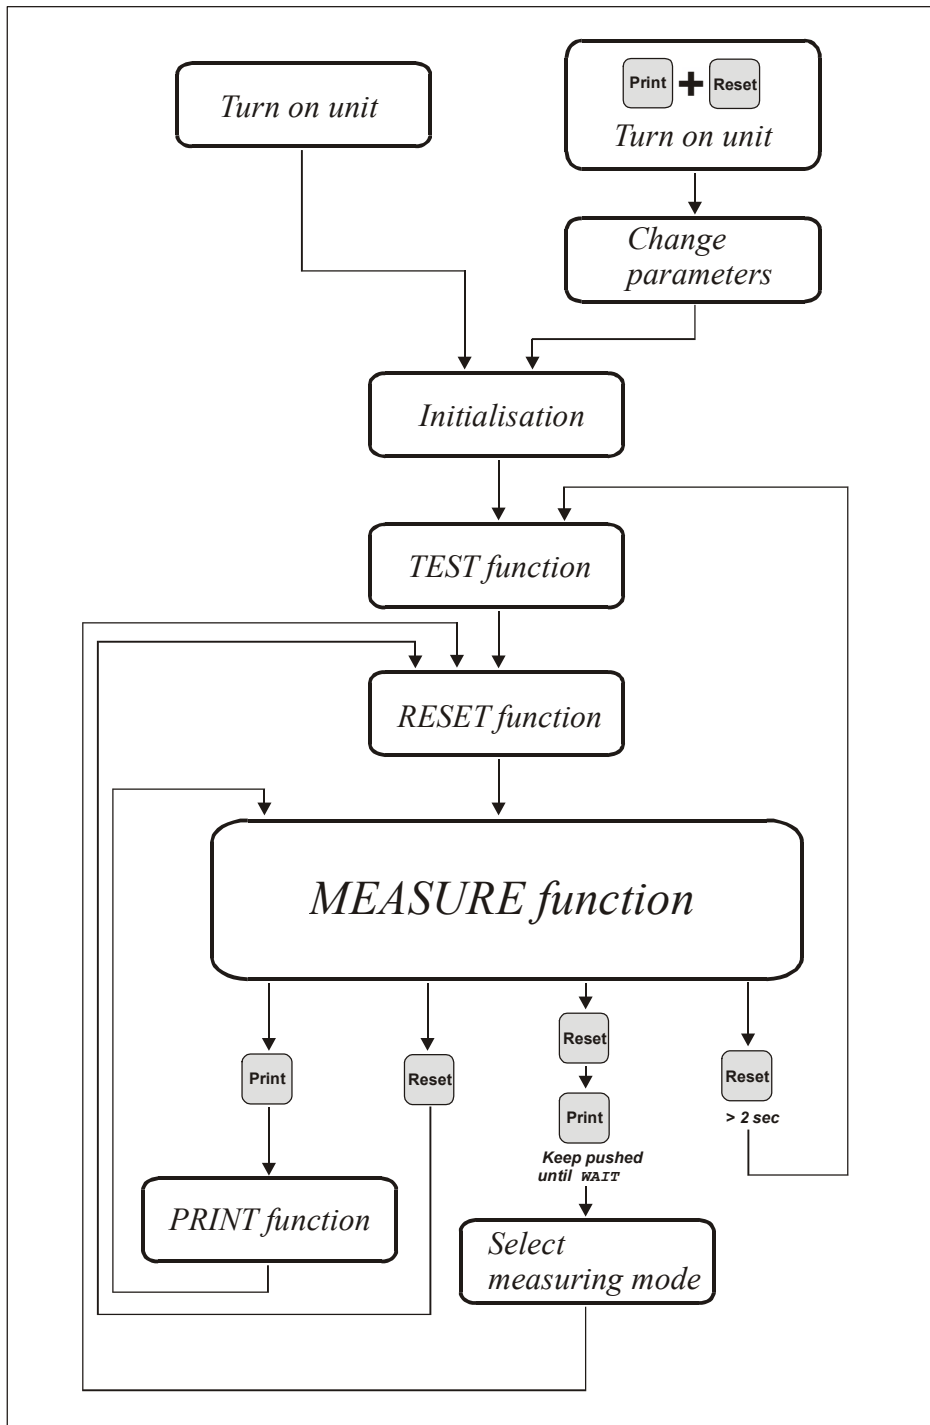 Turn on unit
Print + Reset
Turn on unit
Change
parameters
Initialisation
TEST function
RESET function
MEASURE function
Print
Reset
Reset
Print
Keep pushed
until WAIT
Reset
> 2 sec
PRINT function
Select
measuring mode